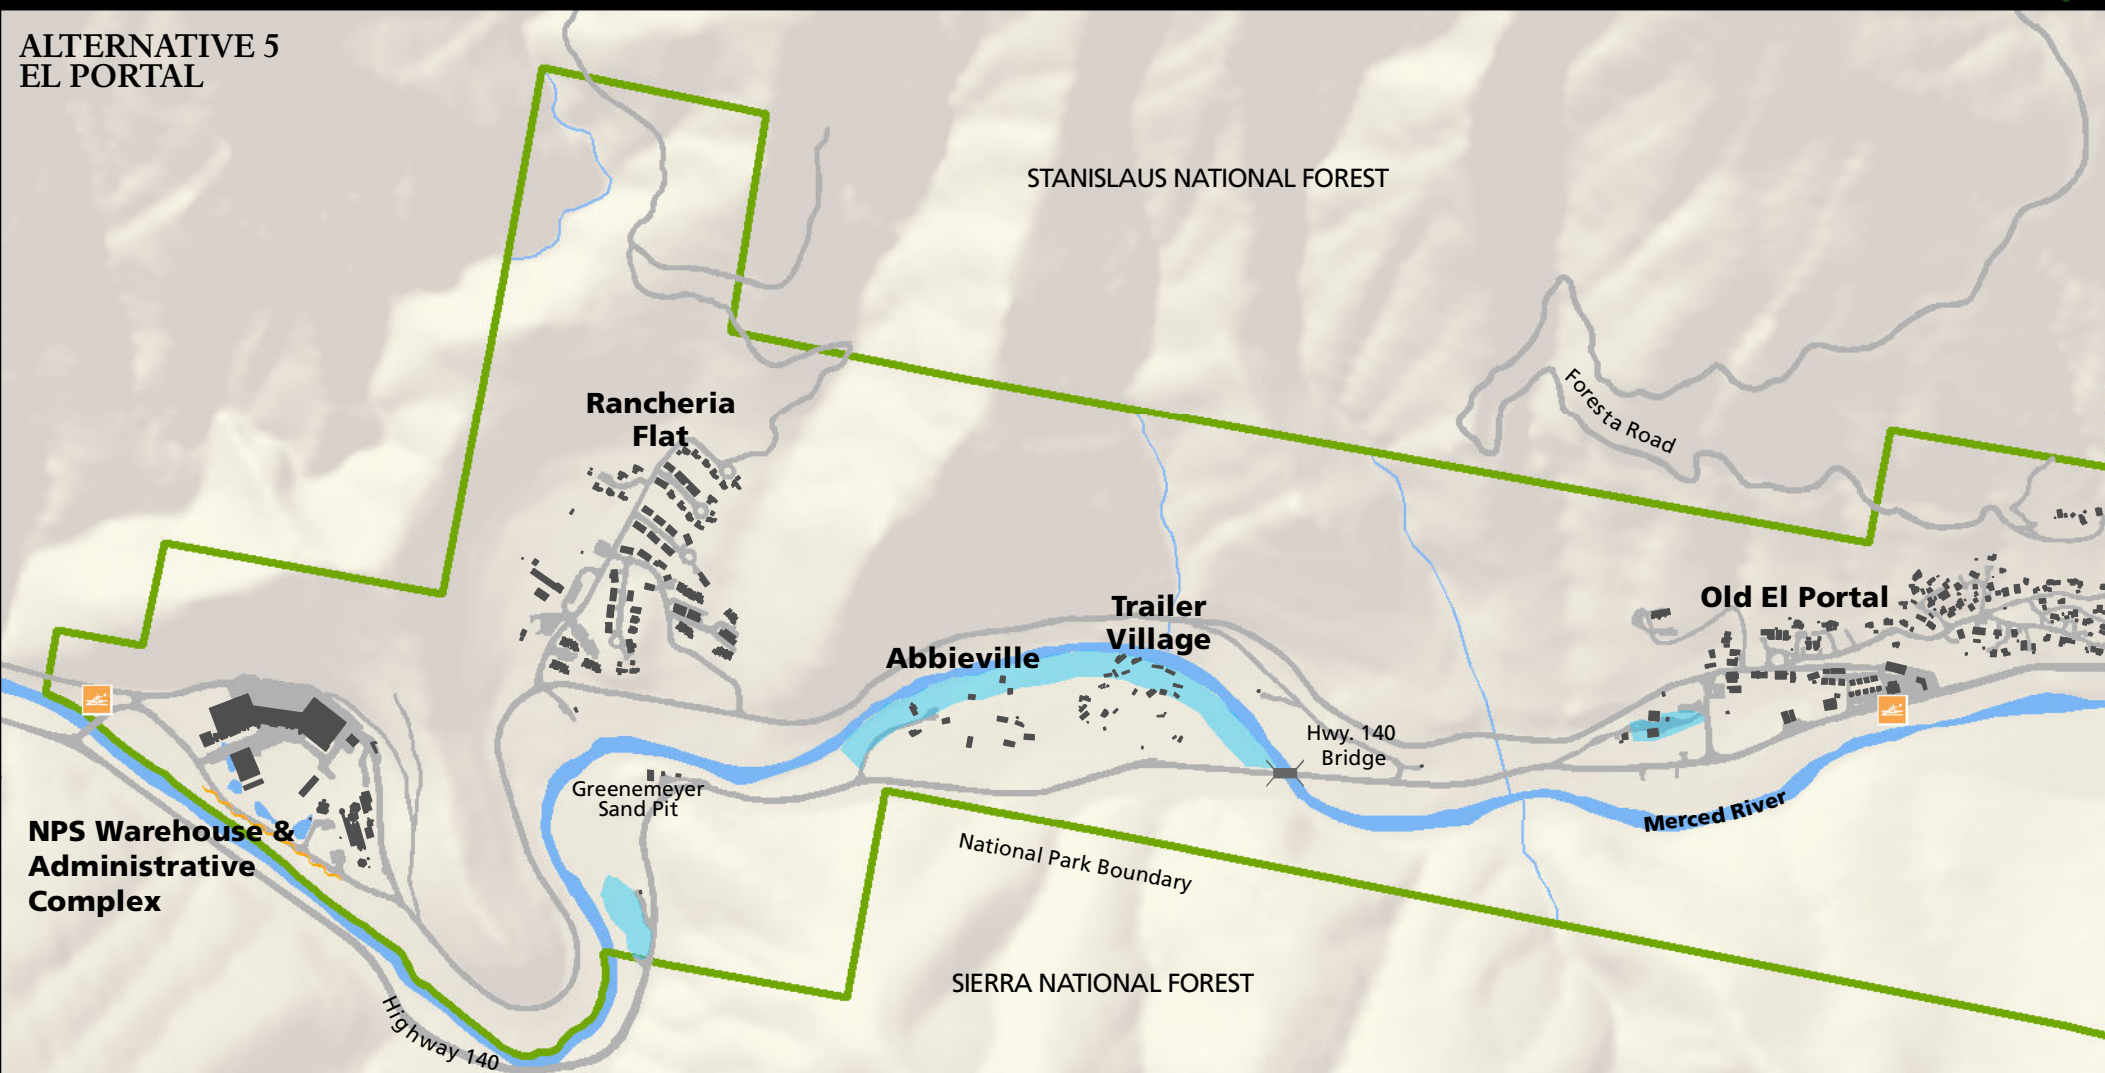 ALTERNATIVE 5
EL PORTAL
STANISLAUS NATIONAL FOREST
Rancheria
Flat
Foresta Road
Trailer
Village
Old El Portal
Abbieville
Hwy. 140
Bridge
Greenemeyer
Sand Pit
Merced River
NPS Warehouse &
Administrative
Complex
National Park Boundary
SIERRA NATIONAL FOREST
Highway 140